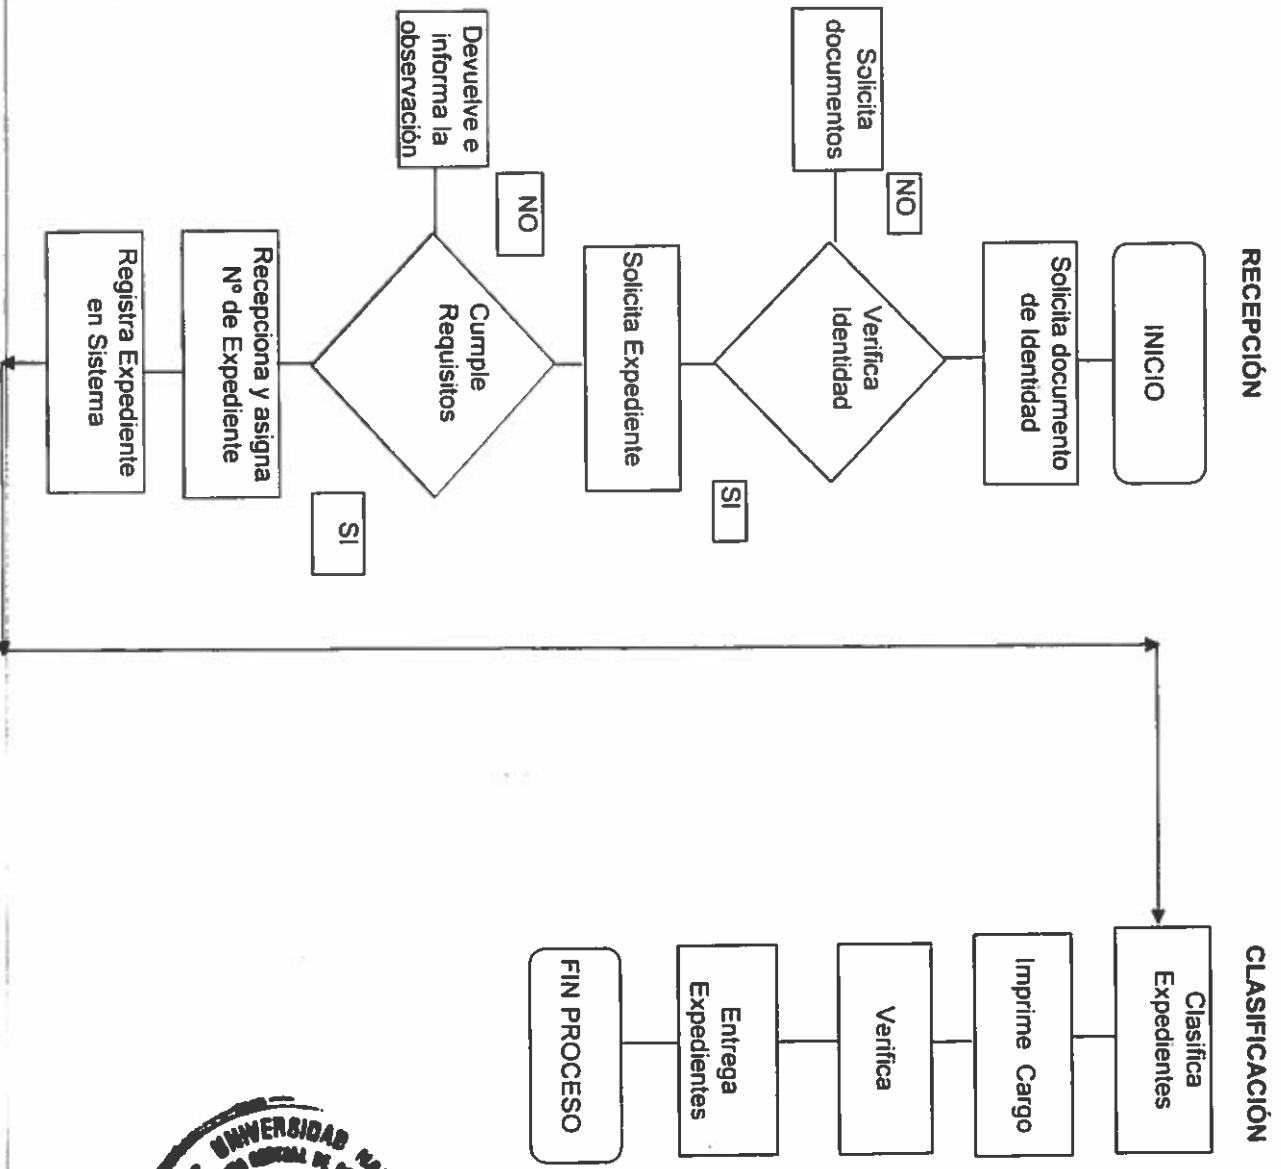 RECEPCIÓN
INICIO
Solicita documento
de Identidad
Verifica
Identidad
NO
Solicita
documentos
SI
Solicita Expediente
Cumple
Requisitos
NO
Devuelve e
informa la
observación
SI
Recepciona y asigna
Nº de Expediente
Registra Expediente
en Sistema
CLASIFICACIÓN
Clasifica
Expedientes
Imprime Cargo
Verifica
Entrega
Expedientes
FIN PROCESO
UNIVERSIDAD